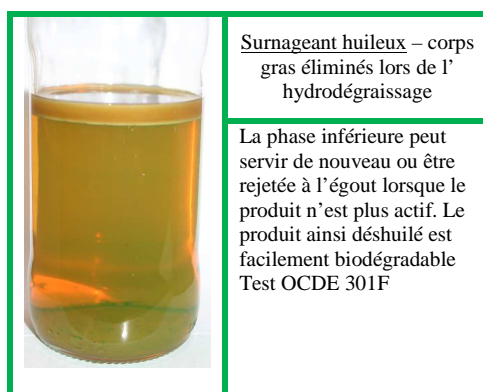 Surnageant huileux – corps
gras éliminés lors de l’
hydrodégraissage
La phase inférieure peut
servir de nouveau ou être
rejetée à l’égout lorsque le
produit n’est plus actif. Le
produit ainsi déshuilé est
facilement biodégradable
Test OCDE 301F